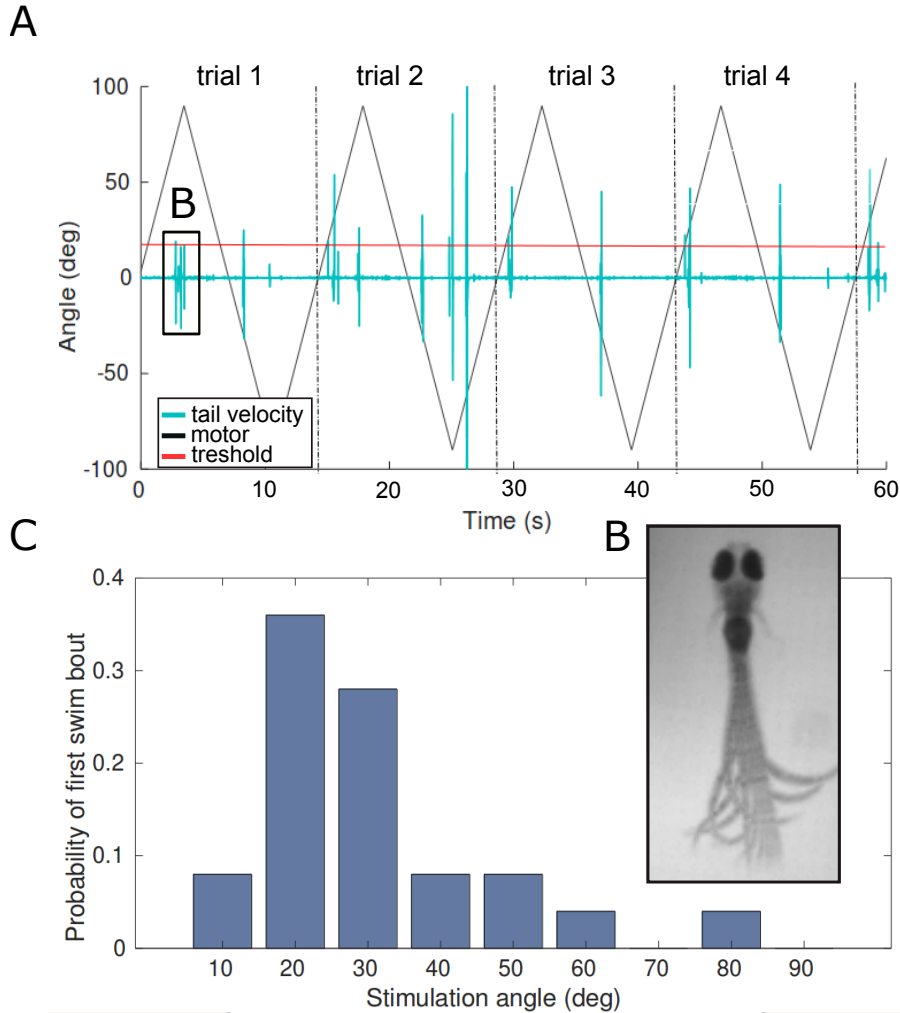 A
trial 1 trial 2 trial 3 trial 4
100
50
0
-50
-100
Angle (deg)
B
tail velocity
motor
treshold
0 10 20 30 40 50 60
Time (s)
C
B
0.4
0.3
0.2
0.1
0
Probability of first swim bout
10 20 30 40 50 60 70 80 90
Stimulation angle (deg)